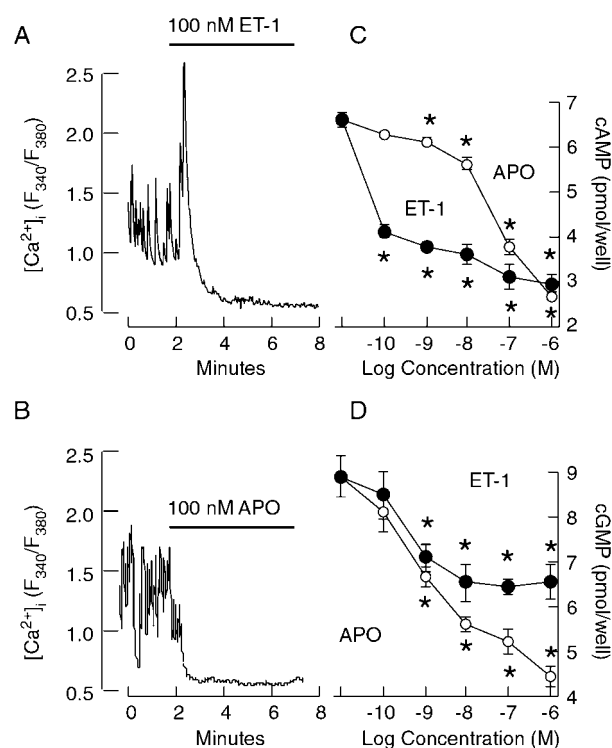 A
100 nM ET-1
2.5
2.0
1.5
1.0
0.5
[Ca²⁺]ᵢ (F₃₄₀/F₃₈₀)
0 2 4 6 8
Minutes
C
7
6
5
4
3
2
cAMP (pmol/well)
APO
ET-1
* * * * * * * * *
-10 -9 -8 -7 -6
Log Concentration (M)
B
100 nM APO
2.5
2.0
1.5
1.0
0.5
[Ca²⁺]ᵢ (F₃₄₀/F₃₈₀)
0 2 4 6 8
Minutes
D
9
8
7
6
5
4
cGMP (pmol/well)
ET-1
APO
* * * * * * * *
-10 -9 -8 -7 -6
Log Concentration (M)